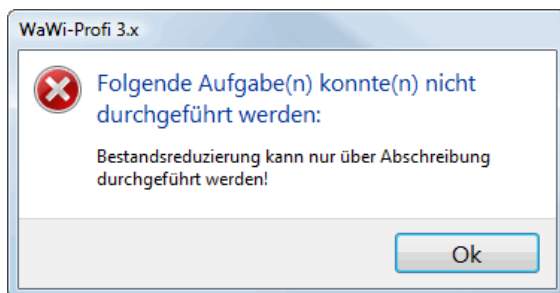 WaWi-Profi 3.x
Folgende Aufgabe(n) konnte(n) nicht
durchgeführt werden:
Bestandsreduzierung kann nur über Abschreibung
durchgeführt werden!
Ok